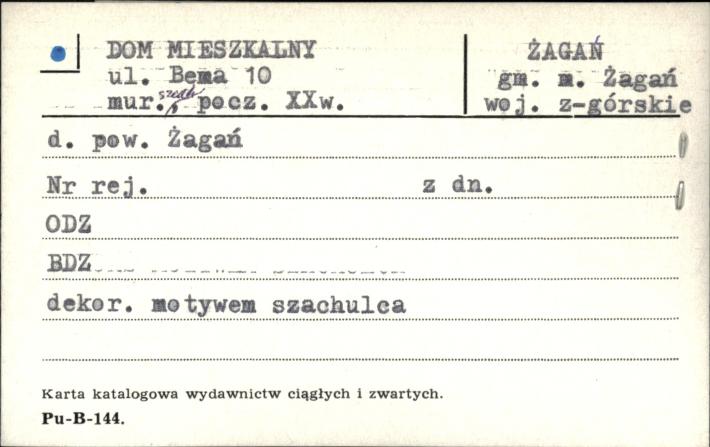 DOM MIESZKALNY
ul. Bema 10
mur. szach. pocz. XXw.
ŻAGAŃ
gm. m. Żagań
woj. z-górskie
d. pow. Żagań
Nr rej. z dn.
ODZ
BDZ
dekor. motywem szachulca
Karta katalogowa wydawnictw ciągłych i zwartych.
Pu-B-144.